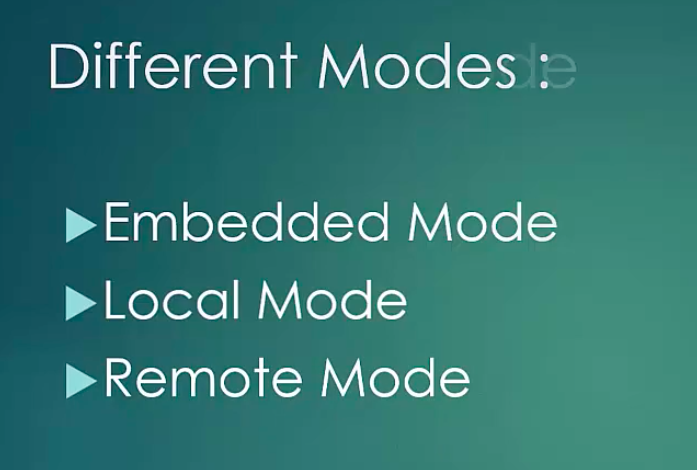 Different Modes :
Embedded Mode
Local Mode
Remote Mode